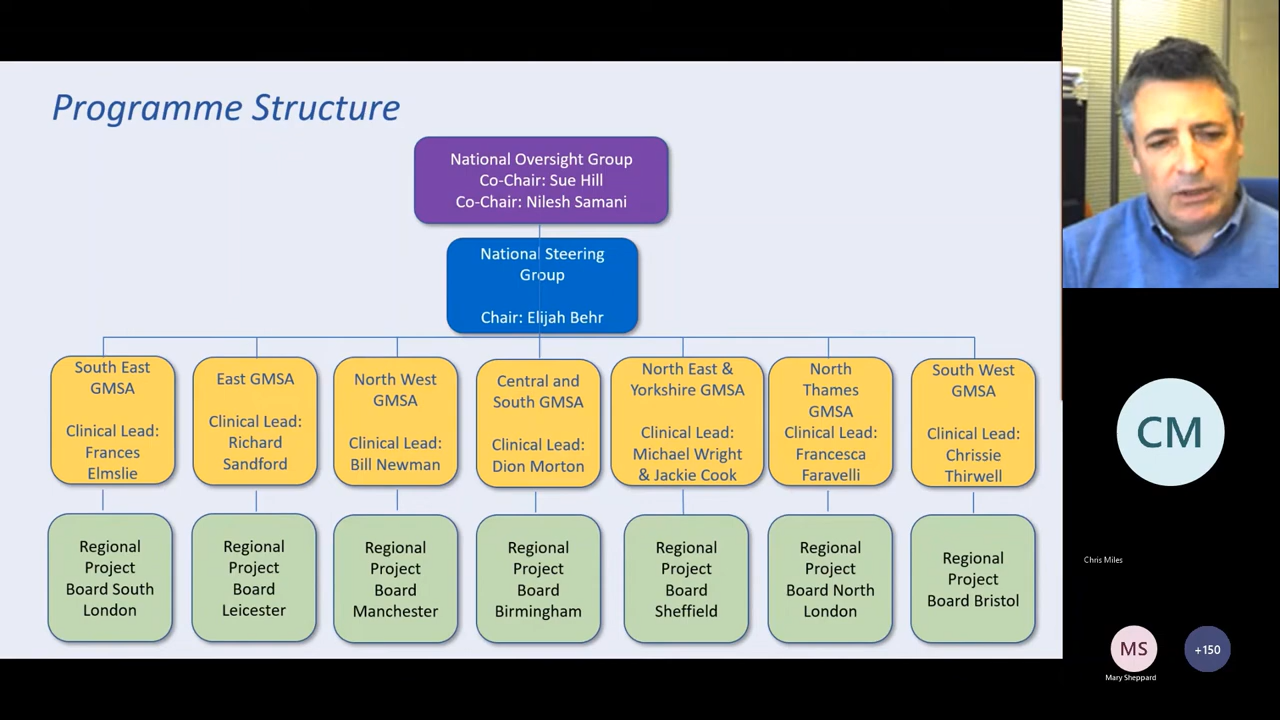 Programme Structure
National Oversight Group
Co-Chair: Sue Hill
Co-Chair: Nilesh Samani
National Steering
Group
Chair: Elijah Behr
South East
GMSA
Clinical Lead:
Frances
Elmslie
East GMSA
Clinical Lead:
Richard
Sandford
North West
GMSA
Clinical Lead:
Bill Newman
Central and
South GMSA
Clinical Lead:
Dion Morton
North East &
Yorkshire GMSA
Clinical Lead:
Michael Wright
& Jackie Cook
North
Thames
GMSA
Clinical Lead:
Francesca
Faravelli
South West
GMSA
Clinical Lead:
Chrissie
Thirwell
Regional
Project
Board South
London
Regional
Project
Board
Leicester
Regional
Project
Board
Manchester
Regional
Project
Board
Birmingham
Regional
Project
Board
Sheffield
Regional
Project
Board North
London
Regional
Project
Board Bristol
CM
Chris Miles
MS
+150
Mary Sheppard